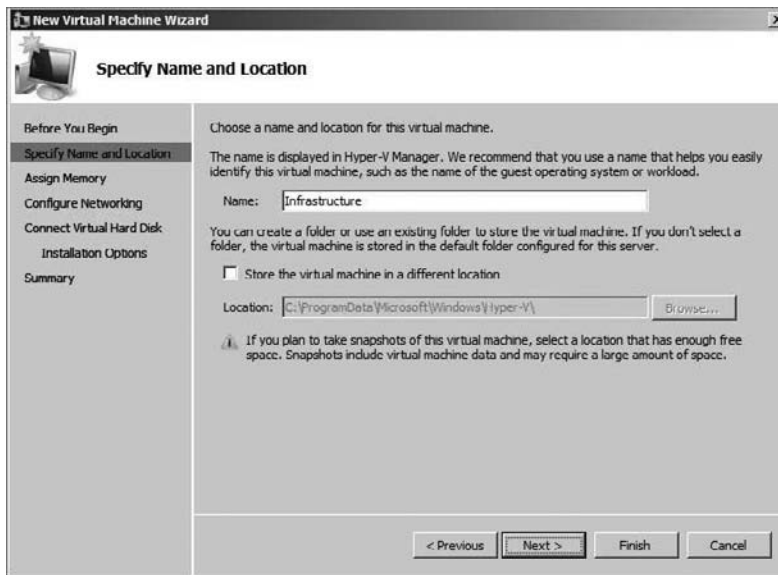 New Virtual Machine Wizard
Specify Name and Location
Before You Begin
Specify Name and Location
Assign Memory
Configure Networking
Connect Virtual Hard Disk
Installation Options
Summary
Choose a name and location for this virtual machine.
The name is displayed in Hyper-V Manager. We recommend that you use a name that helps you easily
identify this virtual machine, such as the name of the guest operating system or workload.
Name: Infrastructure
You can create a folder or use an existing folder to store the virtual machine. If you don't select a
folder, the virtual machine is stored in the default folder configured for this server.
Store the virtual machine in a different location
Location: C:\ProgramData\Microsoft\Windows\Hyper-V\ Browse...
If you plan to take snapshots of this virtual machine, select a location that has enough free
space. Snapshots include virtual machine data and may require a large amount of space.
< Previous Next > Finish Cancel